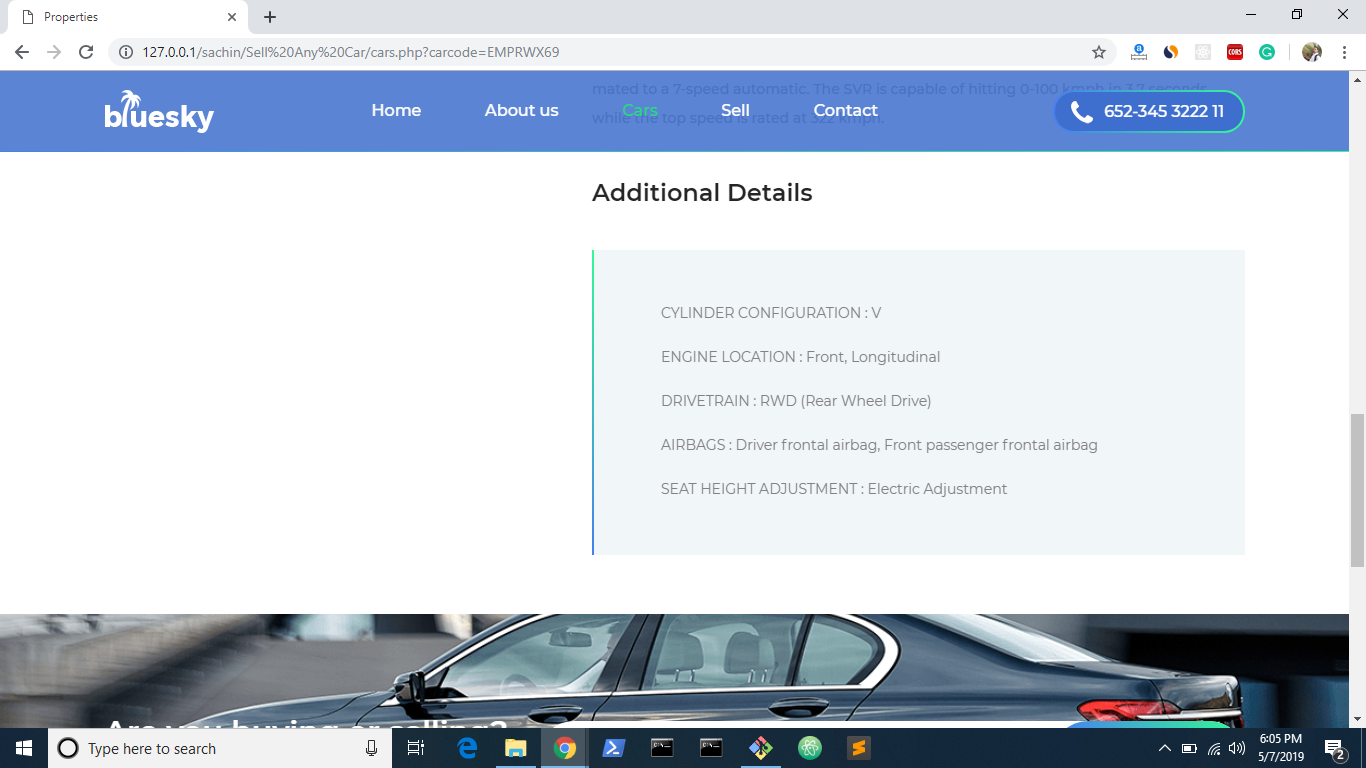 Properties
127.0.0.1/sachin/Sell%20Any%20Car/cars.php?carcode=EMPRWX69
CORS
mated to a 7-speed automatic. The SVR is capable of hitting 0-100 kmph in 3.7 seconds
bluesky
Home
About us
Cars
Sell
Contact
652-345 3222 11
while the top speed is rated at 322 kmph.
Additional Details
CYLINDER CONFIGURATION : V
ENGINE LOCATION : Front, Longitudinal
DRIVETRAIN : RWD (Rear Wheel Drive)
AIRBAGS : Driver frontal airbag, Front passenger frontal airbag
SEAT HEIGHT ADJUSTMENT : Electric Adjustment
Are you buying or selling?
Type here to search
6:05 PM
5/7/2019
2